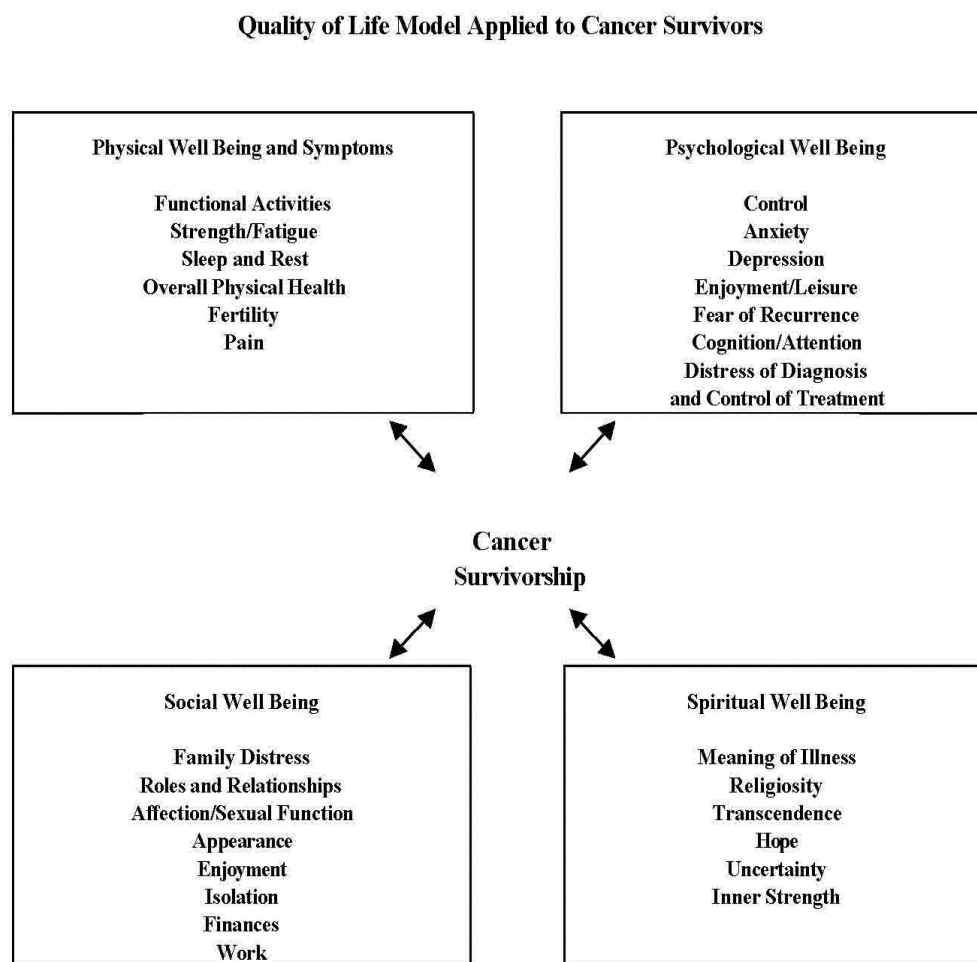 Quality of Life Model Applied to Cancer Survivors
Physical Well Being and Symptoms
Functional Activities
Strength/Fatigue
Sleep and Rest
Overall Physical Health
Fertility
Pain
Psychological Well Being
Control
Anxiety
Depression
Enjoyment/Leisure
Fear of Recurrence
Cognition/Attention
Distress of Diagnosis
and Control of Treatment
Cancer
Survivorship
Social Well Being
Family Distress
Roles and Relationships
Affection/Sexual Function
Appearance
Enjoyment
Isolation
Finances
Work
Spiritual Well Being
Meaning of Illness
Religiosity
Transcendence
Hope
Uncertainty
Inner Strength